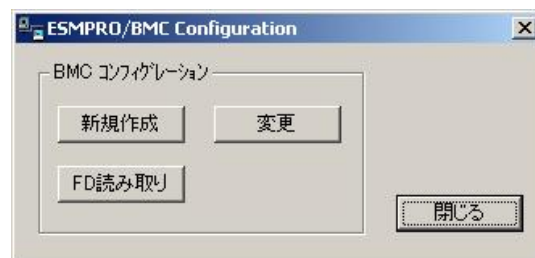 ESMPRO/BMC Configuration
BMC コンフィグレーション
新規作成
変更
FD読み取り
閉じる